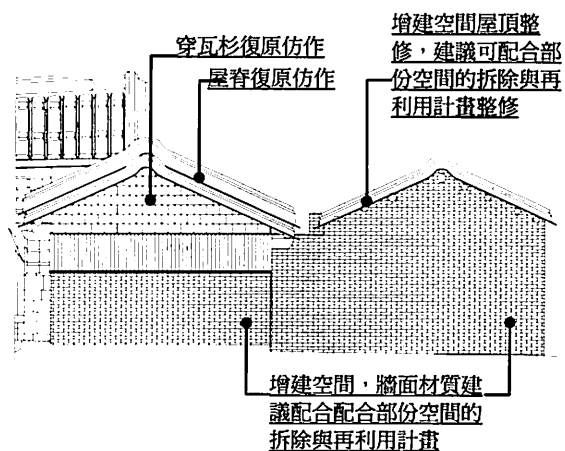 穿瓦杉復原仿作
屋脊復原仿作
增建空間屋頂整
修，建議可配合部
份空間的拆除與再
利用計畫整修
增建空間，牆面材質建
議配合配合部份空間的
拆除與再利用計畫